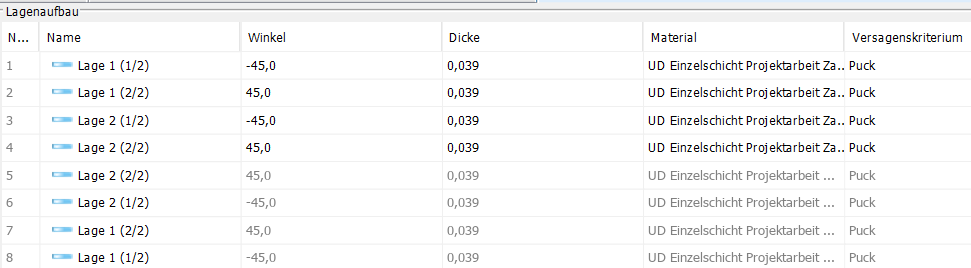 Lagenaufbau
N... Name Winkel Dicke Material Versagenskriterium
1 Lage 1 (1/2) -45,0 0,039 UD Einzelschicht Projektarbeit Za... Puck
2 Lage 1 (2/2) 45,0 0,039 UD Einzelschicht Projektarbeit Za... Puck
3 Lage 2 (1/2) -45,0 0,039 UD Einzelschicht Projektarbeit Za... Puck
4 Lage 2 (2/2) 45,0 0,039 UD Einzelschicht Projektarbeit Za... Puck
5 Lage 2 (2/2) 45,0 0,039 UD Einzelschicht Projektarbeit ... Puck
6 Lage 2 (1/2) -45,0 0,039 UD Einzelschicht Projektarbeit ... Puck
7 Lage 1 (2/2) 45,0 0,039 UD Einzelschicht Projektarbeit ... Puck
8 Lage 1 (1/2) -45,0 0,039 UD Einzelschicht Projektarbeit ... Puck